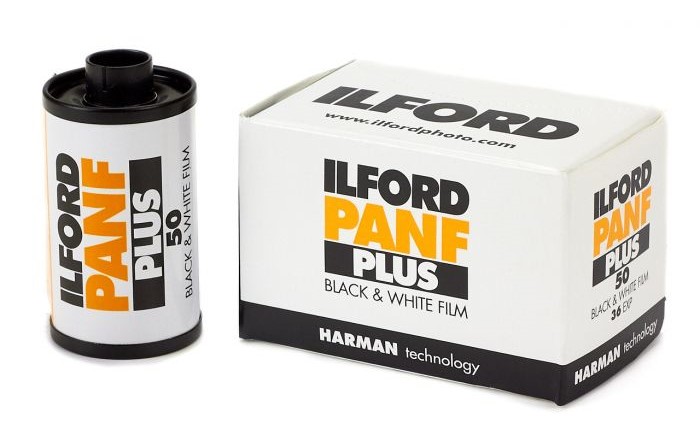 ILFORD
PANF
PLUS
50
BLACK & WHITE FILM
ILFORD
www.ilfordphoto.com
ILFORD
PANF
PLUS
BLACK & WHITE FILM
HARMAN technology
ILFORD
PANF
PLUS
50
BLACK & WHITE FILM
36 EXP
HARMAN technology